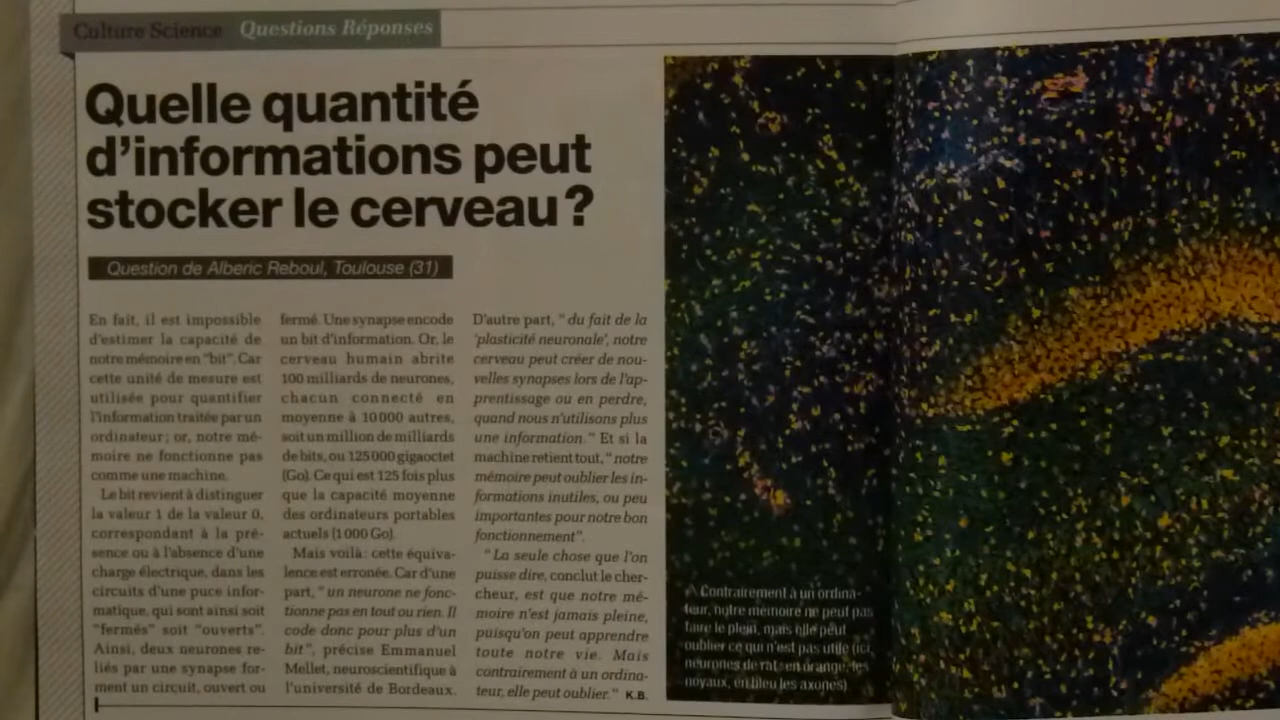 Culture Science Questions Réponses
Quelle quantité
d'informations peut
stocker le cerveau ?
Question de Alberic Reboul, Toulouse (31)
En fait, il est impossible
d'estimer la capacité de
notre mémoire en "bit". Car
cette unité de mesure est
utilisée pour quantifier
l'information traitée par un
ordinateur ; or, notre mé-
moire ne fonctionne pas
comme une machine.
Le bit revient à distinguer
la valeur 1 de la valeur 0,
correspondant à la pré-
sence ou à l'absence d'une
charge électrique, dans les
circuits d'une puce infor-
matique, qui sont ainsi soit
"fermés" soit "ouverts".
Ainsi, deux neurones re-
liés par une synapse for-
ment un circuit, ouvert ou
fermé. Une synapse encode
un bit d'information. Or, le
cerveau humain abrite
100 milliards de neurones,
chacun connecté en
moyenne à 10 000 autres,
soit un million de milliards
de bits, ou 125 000 gigaoctet
(Go). Ce qui est 125 fois plus
que la capacité moyenne
des ordinateurs portables
actuels (1 000 Go).
Mais voilà : cette équiva-
lence est erronée. Car d'une
part, "un neurone ne fonc-
tionne pas en tout ou rien. Il
code donc pour plus d'un
bit", précise Emmanuel
Mellet, neuroscientifique à
l'université de Bordeaux.
D'autre part, "du fait de la
'plasticité neuronale', notre
cerveau peut créer de nou-
velles synapses lors de l'ap-
prentissage ou en perdre,
quand nous n'utilisons plus
une information." Et si la
machine retient tout, "notre
mémoire peut oublier les in-
formations inutiles, ou peu
importantes pour notre bon
fonctionnement".
"La seule chose que l'on
puisse dire, conclut le cher-
cheur, est que notre mé-
moire n'est jamais pleine,
puisqu'on peut apprendre
toute notre vie. Mais
contrairement à un ordina-
teur, elle peut oublier." K.B.
Contrairement à un ordina-
teur, notre mémoire ne peut pas
faire le plein, mais elle peut
oublier ce qui n'est pas utile (ici,
neurones de rat : en orange, les
noyaux, en bleu les axones).